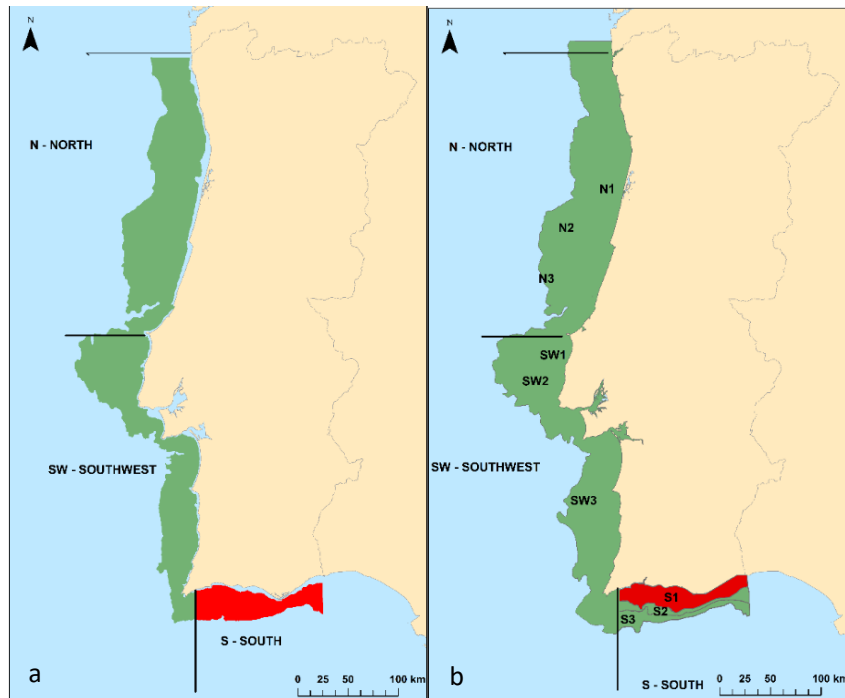 N
N - NORTH
SW - SOUTHWEST
S - SOUTH
a
0 25 50 100 km
N
N - NORTH
N1
N2
N3
SW1
SW2
SW - SOUTHWEST
SW3
S1
S2
S3
S - SOUTH
b
0 25 50 100 km